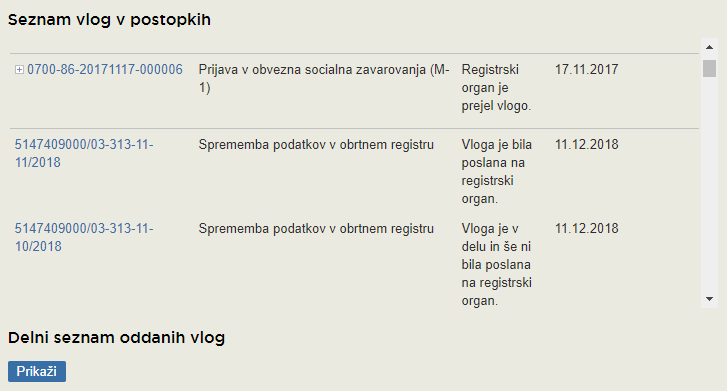 Seznam vlog v postopkih
0700-86-20171117-000006 Prijava v obvezna socialna zavarovanja (M- Registrski 17.11.2017
1) organ je
prejel vlogo.
5147409000/03-313-11- Sprememba podatkov v obrtnem registru Vloga je bila 11.12.2018
11/2018 poslana na
registrski
organ.
5147409000/03-313-11- Sprememba podatkov v obrtnem registru Vloga je v 11.12.2018
10/2018 delu in še ni
bila poslana
na registrski
organ.
Delni seznam oddanih vlog
Prikaži